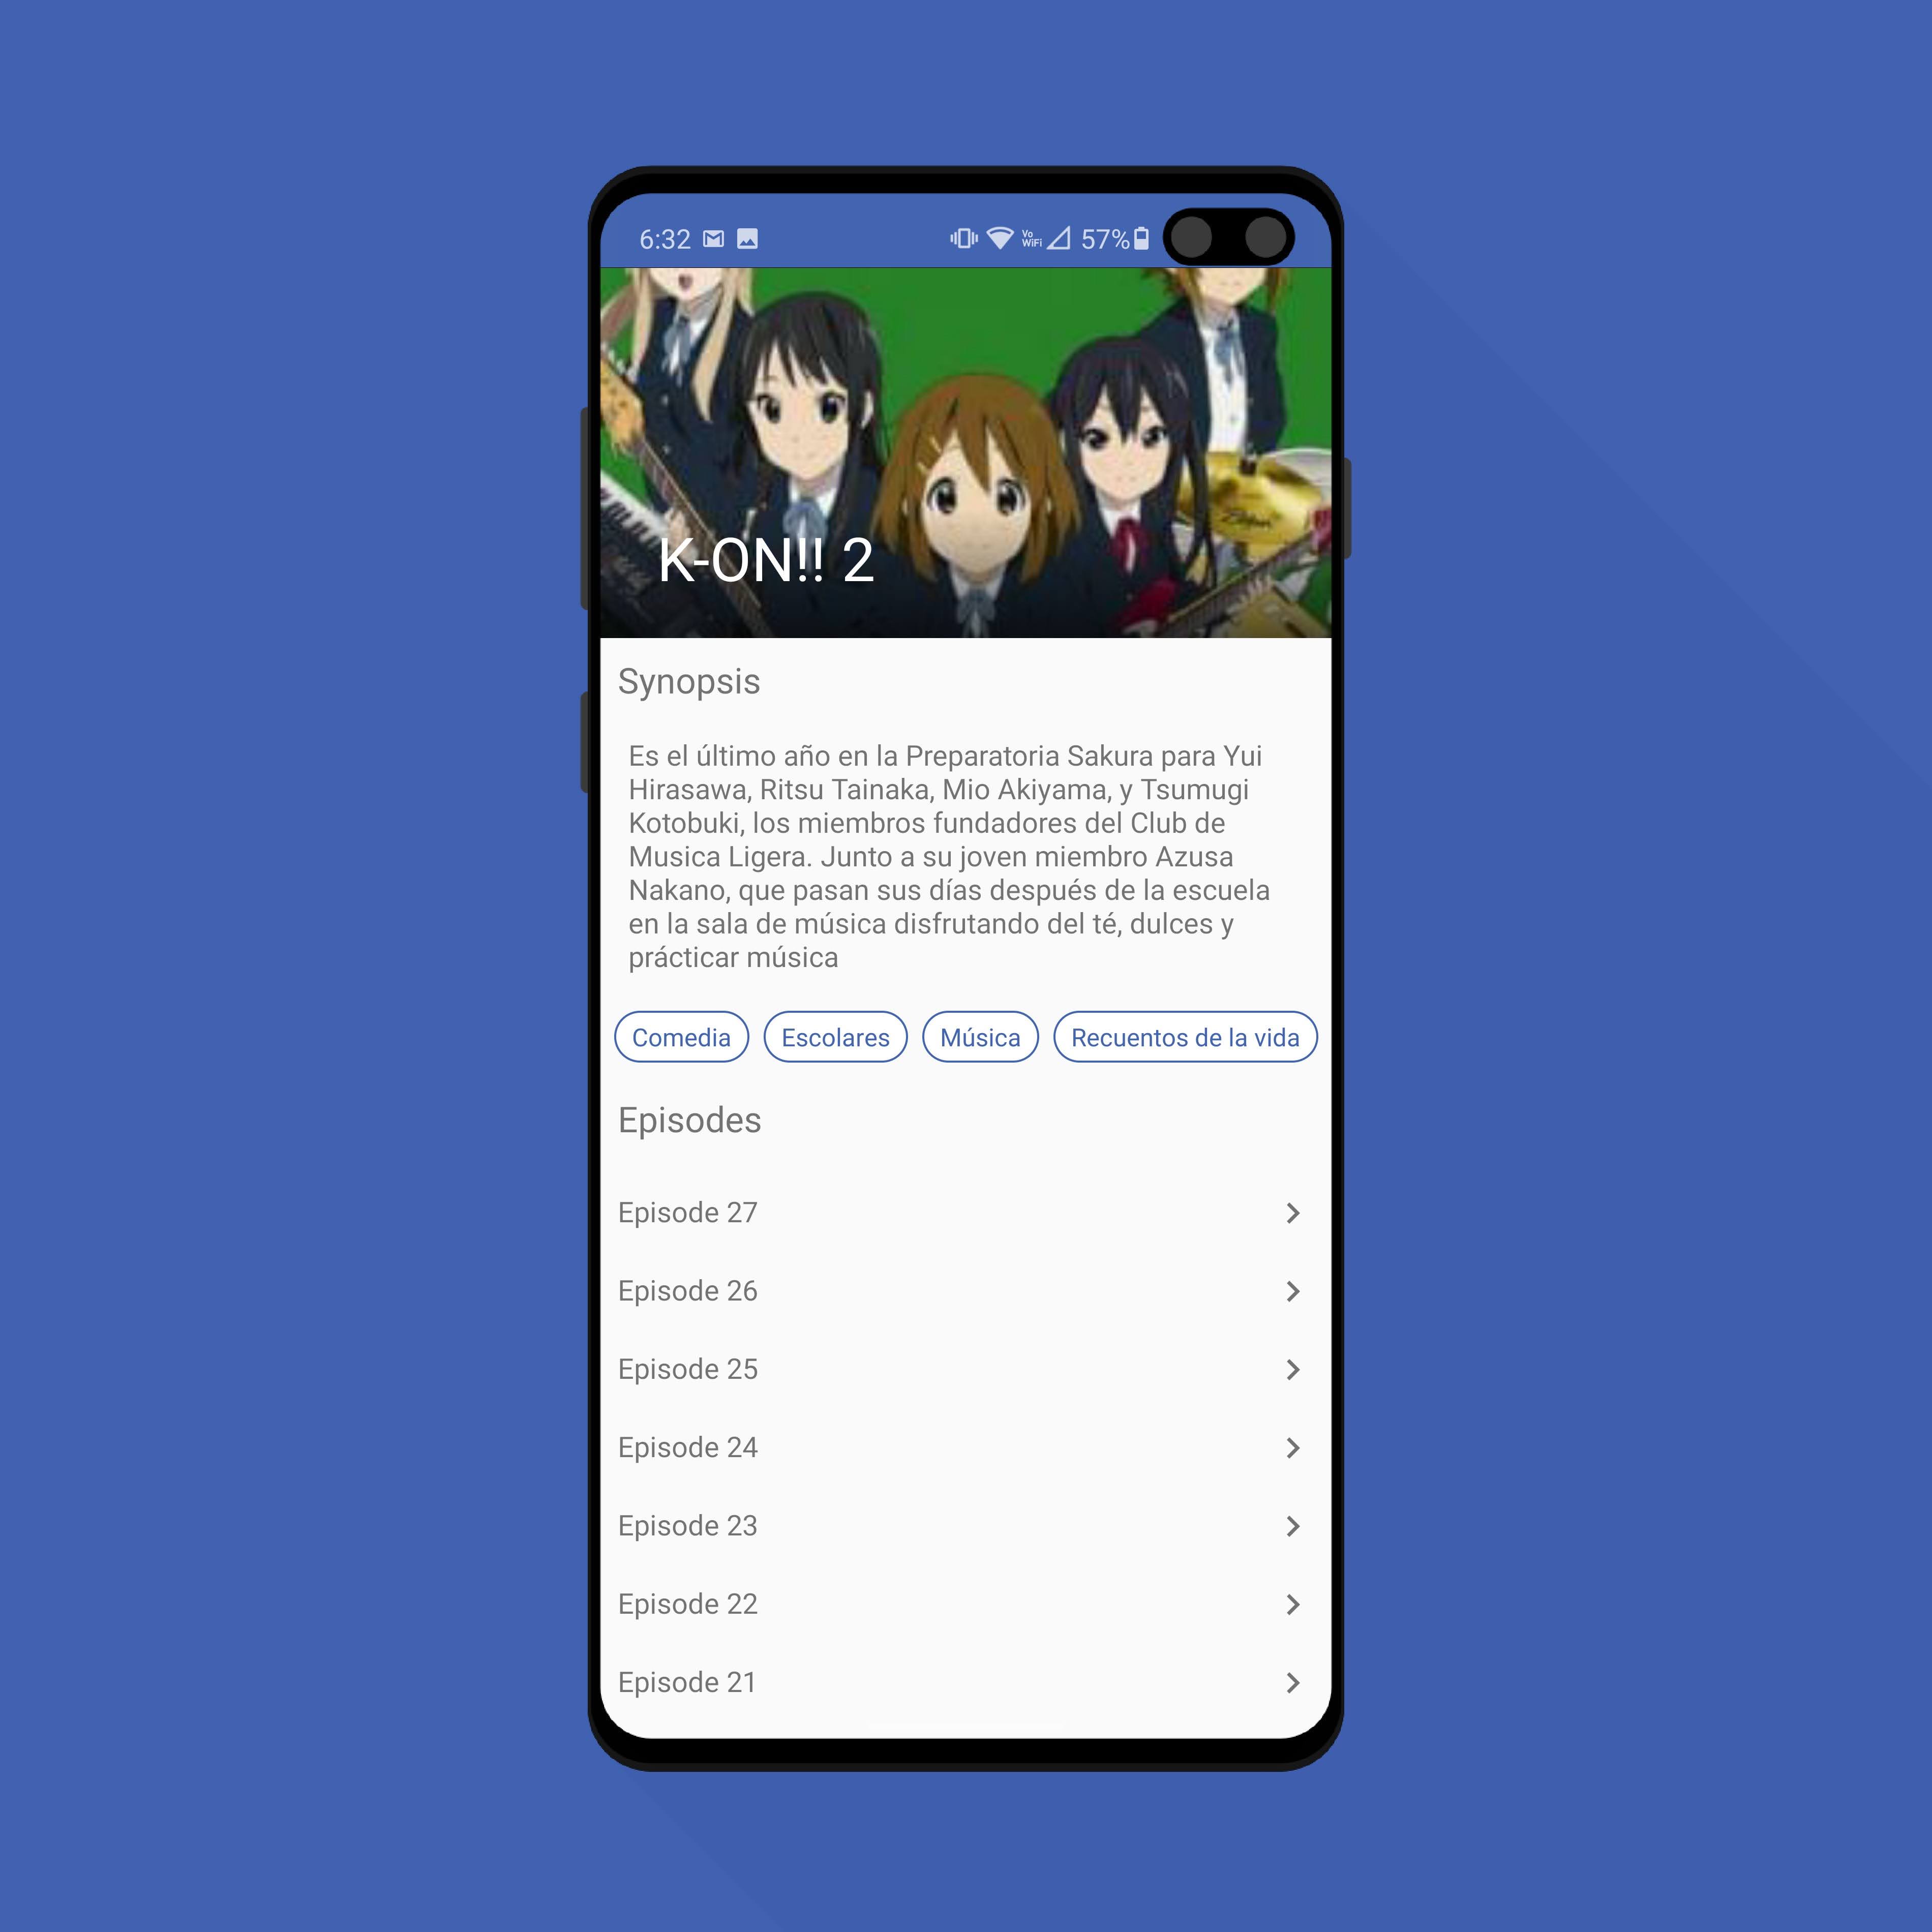 6:32
Vo
WiFi
57%
Zildjian
K-ON!! 2
Synopsis
Es el último año en la Preparatoria Sakura para Yui
Hirasawa, Ritsu Tainaka, Mio Akiyama, y Tsumugi
Kotobuki, los miembros fundadores del Club de
Musica Ligera. Junto a su joven miembro Azusa
Nakano, que pasan sus días después de la escuela
en la sala de música disfrutando del té, dulces y
prácticar música
Comedia
Escolares
Música
Recuentos de la vida
Episodes
Episode 27
Episode 26
Episode 25
Episode 24
Episode 23
Episode 22
Episode 21